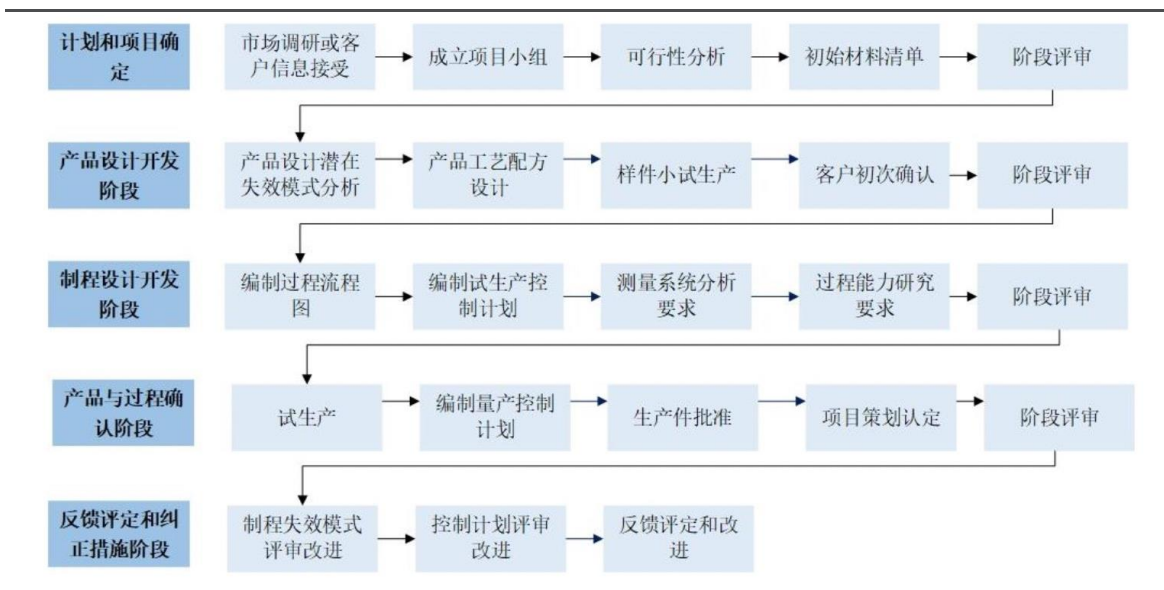 计划和项目确
定
市场调研或客
户信息接受
成立项目小组
可行性分析
初始材料清单
阶段评审
产品设计开发
阶段
产品设计潜在
失效模式分析
产品工艺配方
设计
样件小试生产
客户初次确认
阶段评审
制程设计开发
阶段
编制过程流程
图
编制试生产控
制计划
测量系统分析
要求
过程能力研究
要求
阶段评审
产品与过程确
认阶段
试生产
编制量产控制
计划
生产件批准
项目策划认定
阶段评审
反馈评定和纠
正措施阶段
制程失效模式
评审改进
控制计划评审
改进
反馈评定和改
进